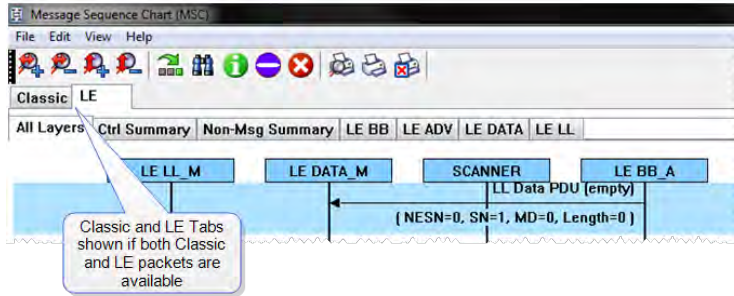 Message Sequence Chart (MSC)
File Edit View Help
Classic LE
All Layers Ctrl Summary Non-Msg Summary LE BB LE ADV LE DATA LE LL
LE LL_M LE DATA_M SCANNER LE BB_A
LL Data PDU (empty)
( NESN=0, SN=1, MD=0, Length=0 )
Classic and LE Tabs
shown if both Classic
and LE packets are
available